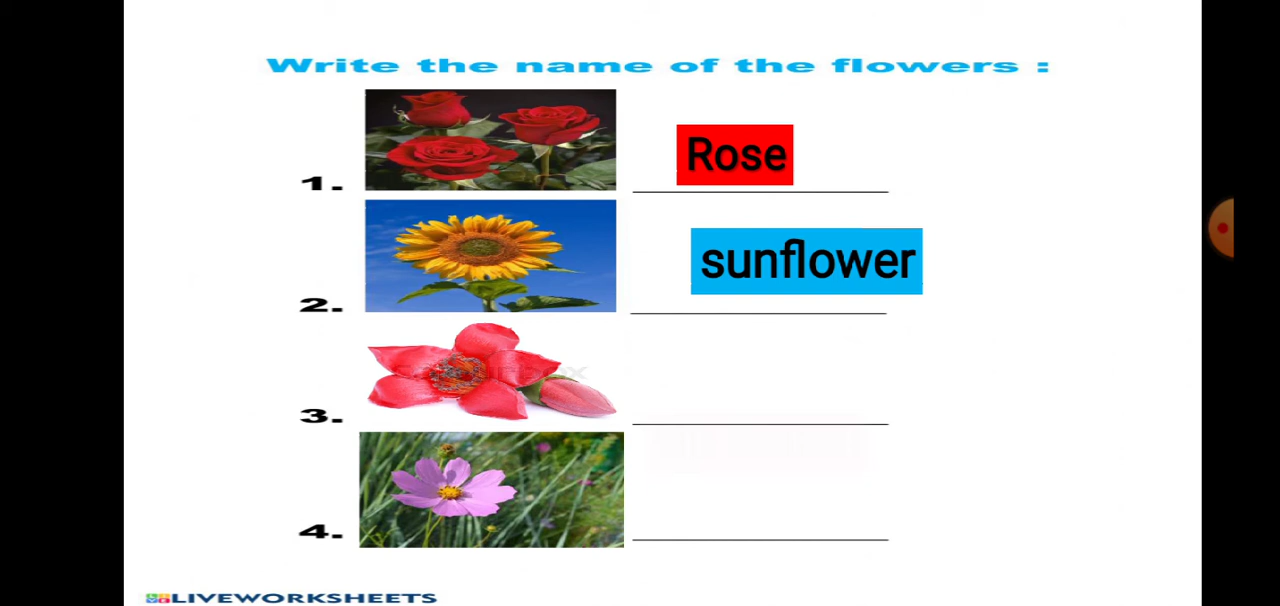 Write the name of the flowers :
1.
Rose
2.
sunflower
3.
4.
LIVEWORKSHEETS